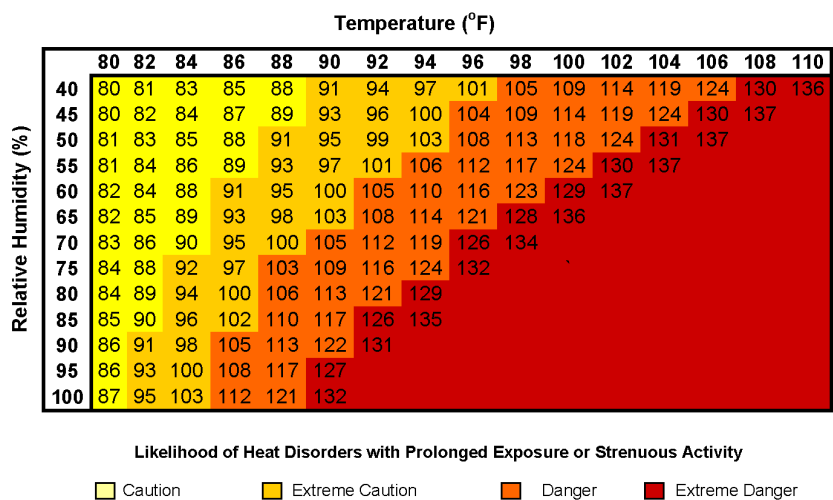 Temperature (°F)
80 82 84 86 88 90 92 94 96 98 100 102 104 106 108 110
Relative Humidity (%)
40 80 81 83 85 88 91 94 97 101 105 109 114 119 124 130 136
45 80 82 84 87 89 93 96 100 104 109 114 119 124 130 137
50 81 83 85 88 91 95 99 103 108 113 118 124 131 137
55 81 84 86 89 93 97 101 106 112 117 124 130 137
60 82 84 88 91 95 100 105 110 116 123 129 137
65 82 85 89 93 98 103 108 114 121 128 136
70 83 86 90 95 100 105 112 119 126 134
75 84 88 92 97 103 109 116 124 132
80 84 89 94 100 106 113 121 129
85 85 90 96 102 110 117 126 135
90 86 91 98 105 113 122 131
95 86 93 100 108 117 127
100 87 95 103 112 121 132
Likelihood of Heat Disorders with Prolonged Exposure or Strenuous Activity
Caution Extreme Caution Danger Extreme Danger